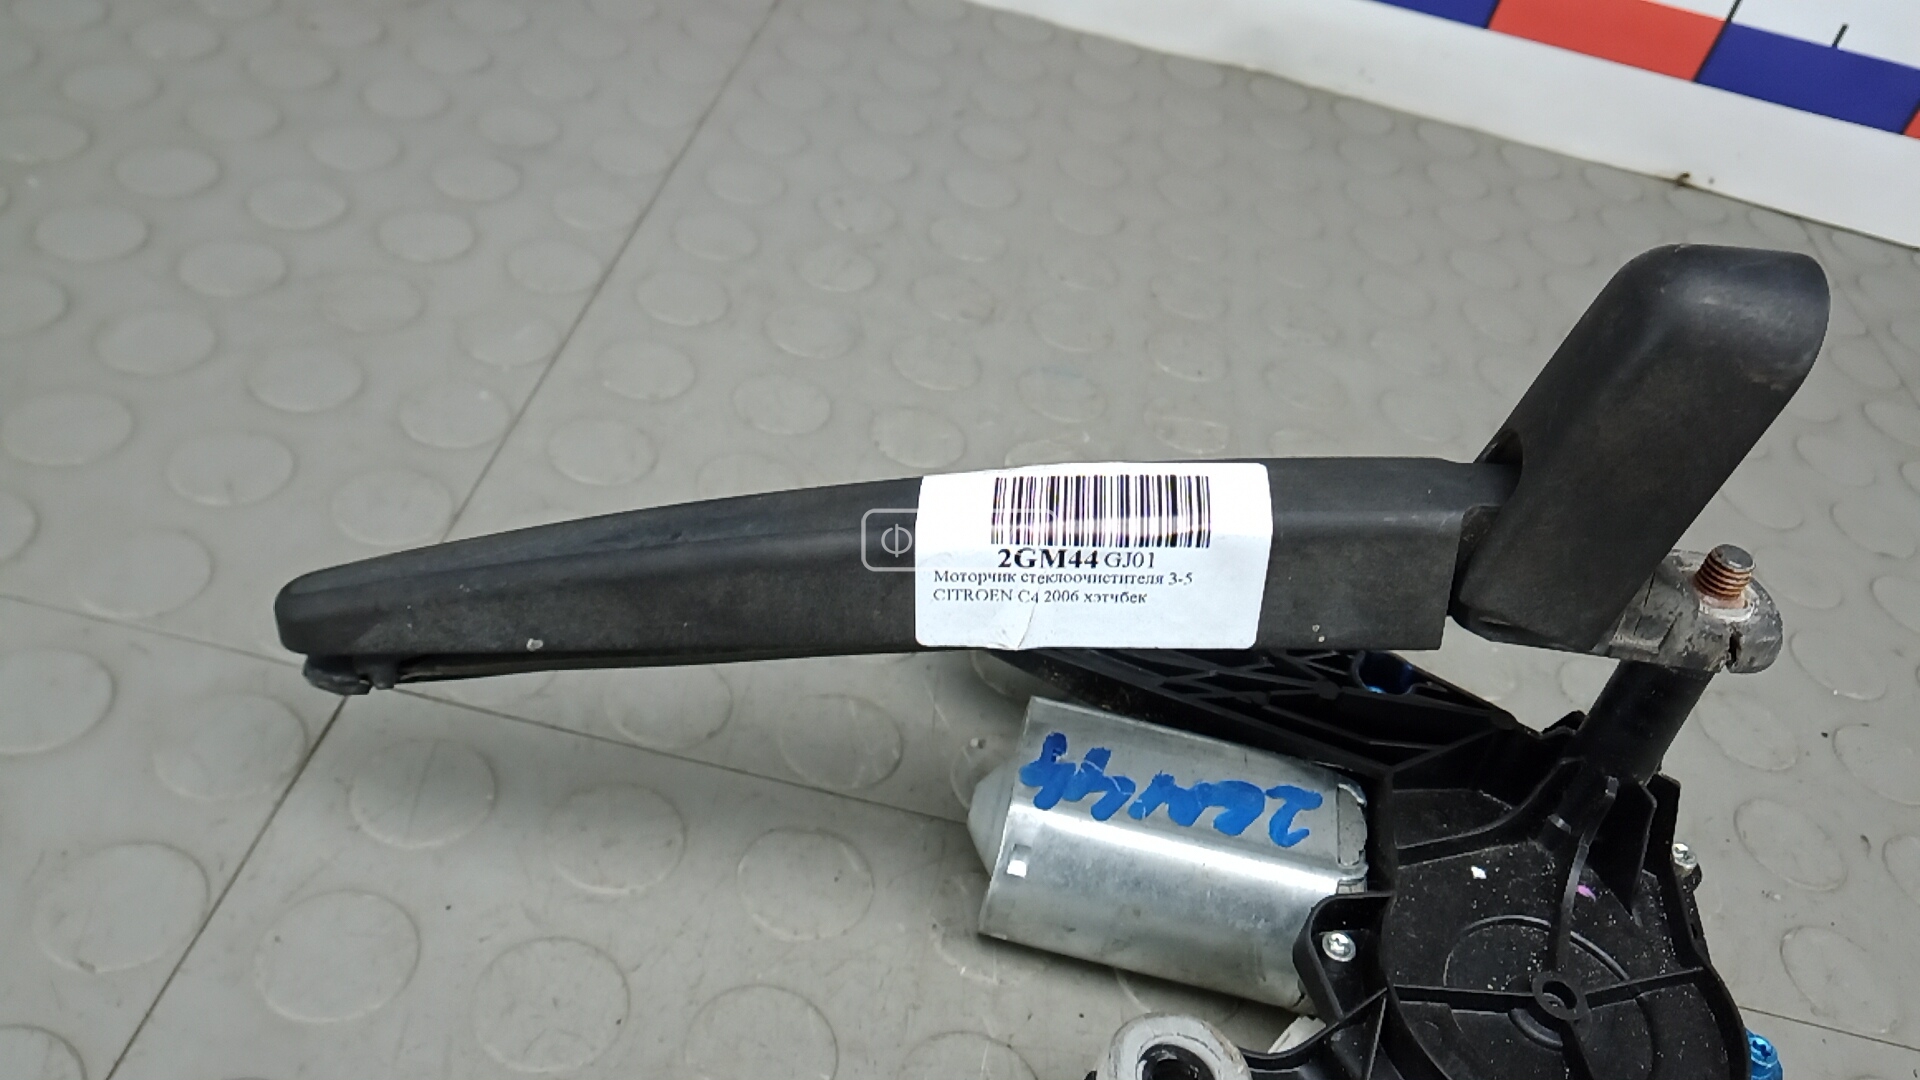 2GM44 GJ01
Моторчик стеклоочистителя 3-5
CITROEN C4 2006 хэтчбек
2GM44